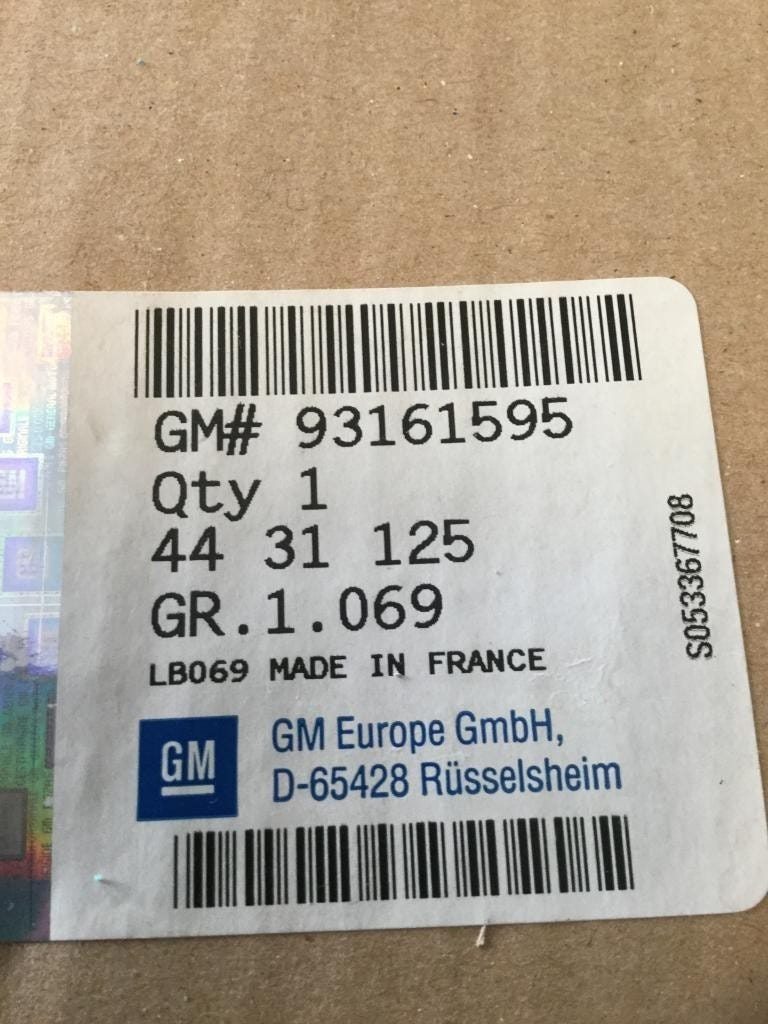 GM# 93161595
Qty 1
44 31 125
GR.1.069
LB069 MADE IN FRANCE
GM
GM Europe GmbH,
D-65428 Rüsselsheim
S053367708